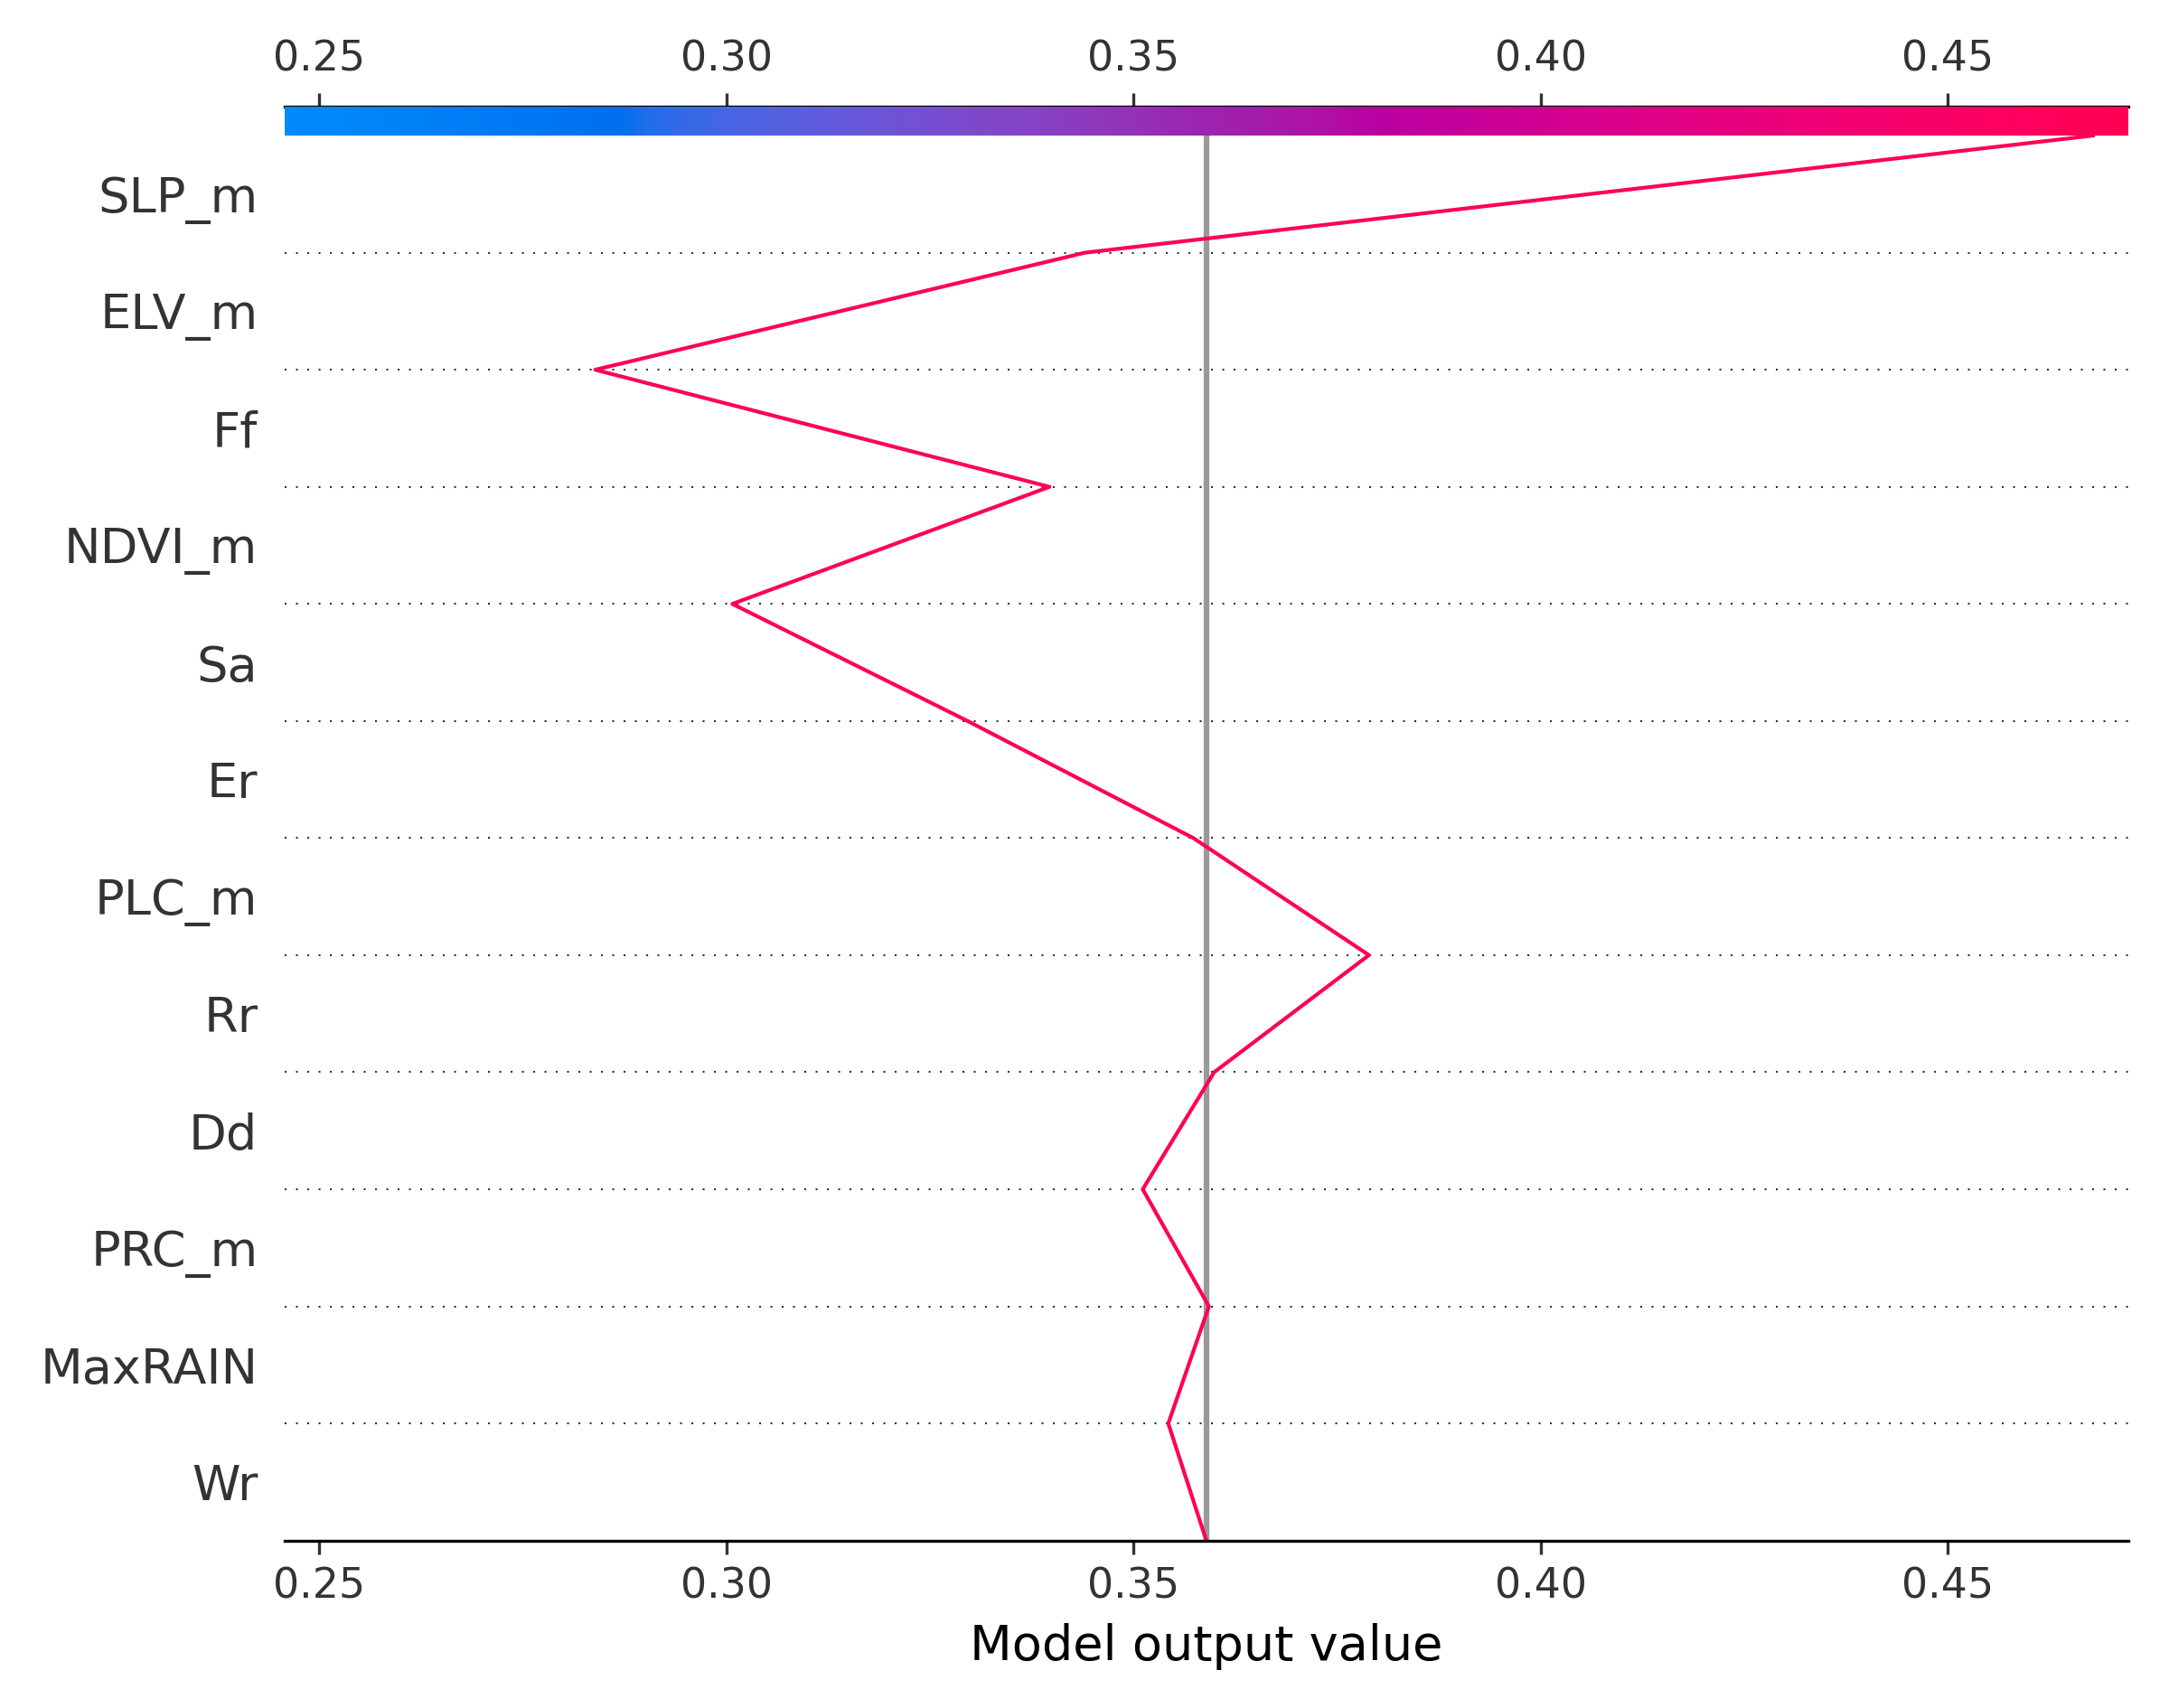 0.25 0.30 0.35 0.40 0.45
SLP_m
ELV_m
Ff
NDVI_m
Sa
Er
PLC_m
Rr
Dd
PRC_m
MaxRAIN
Wr
0.25 0.30 0.35 0.40 0.45
Model output value